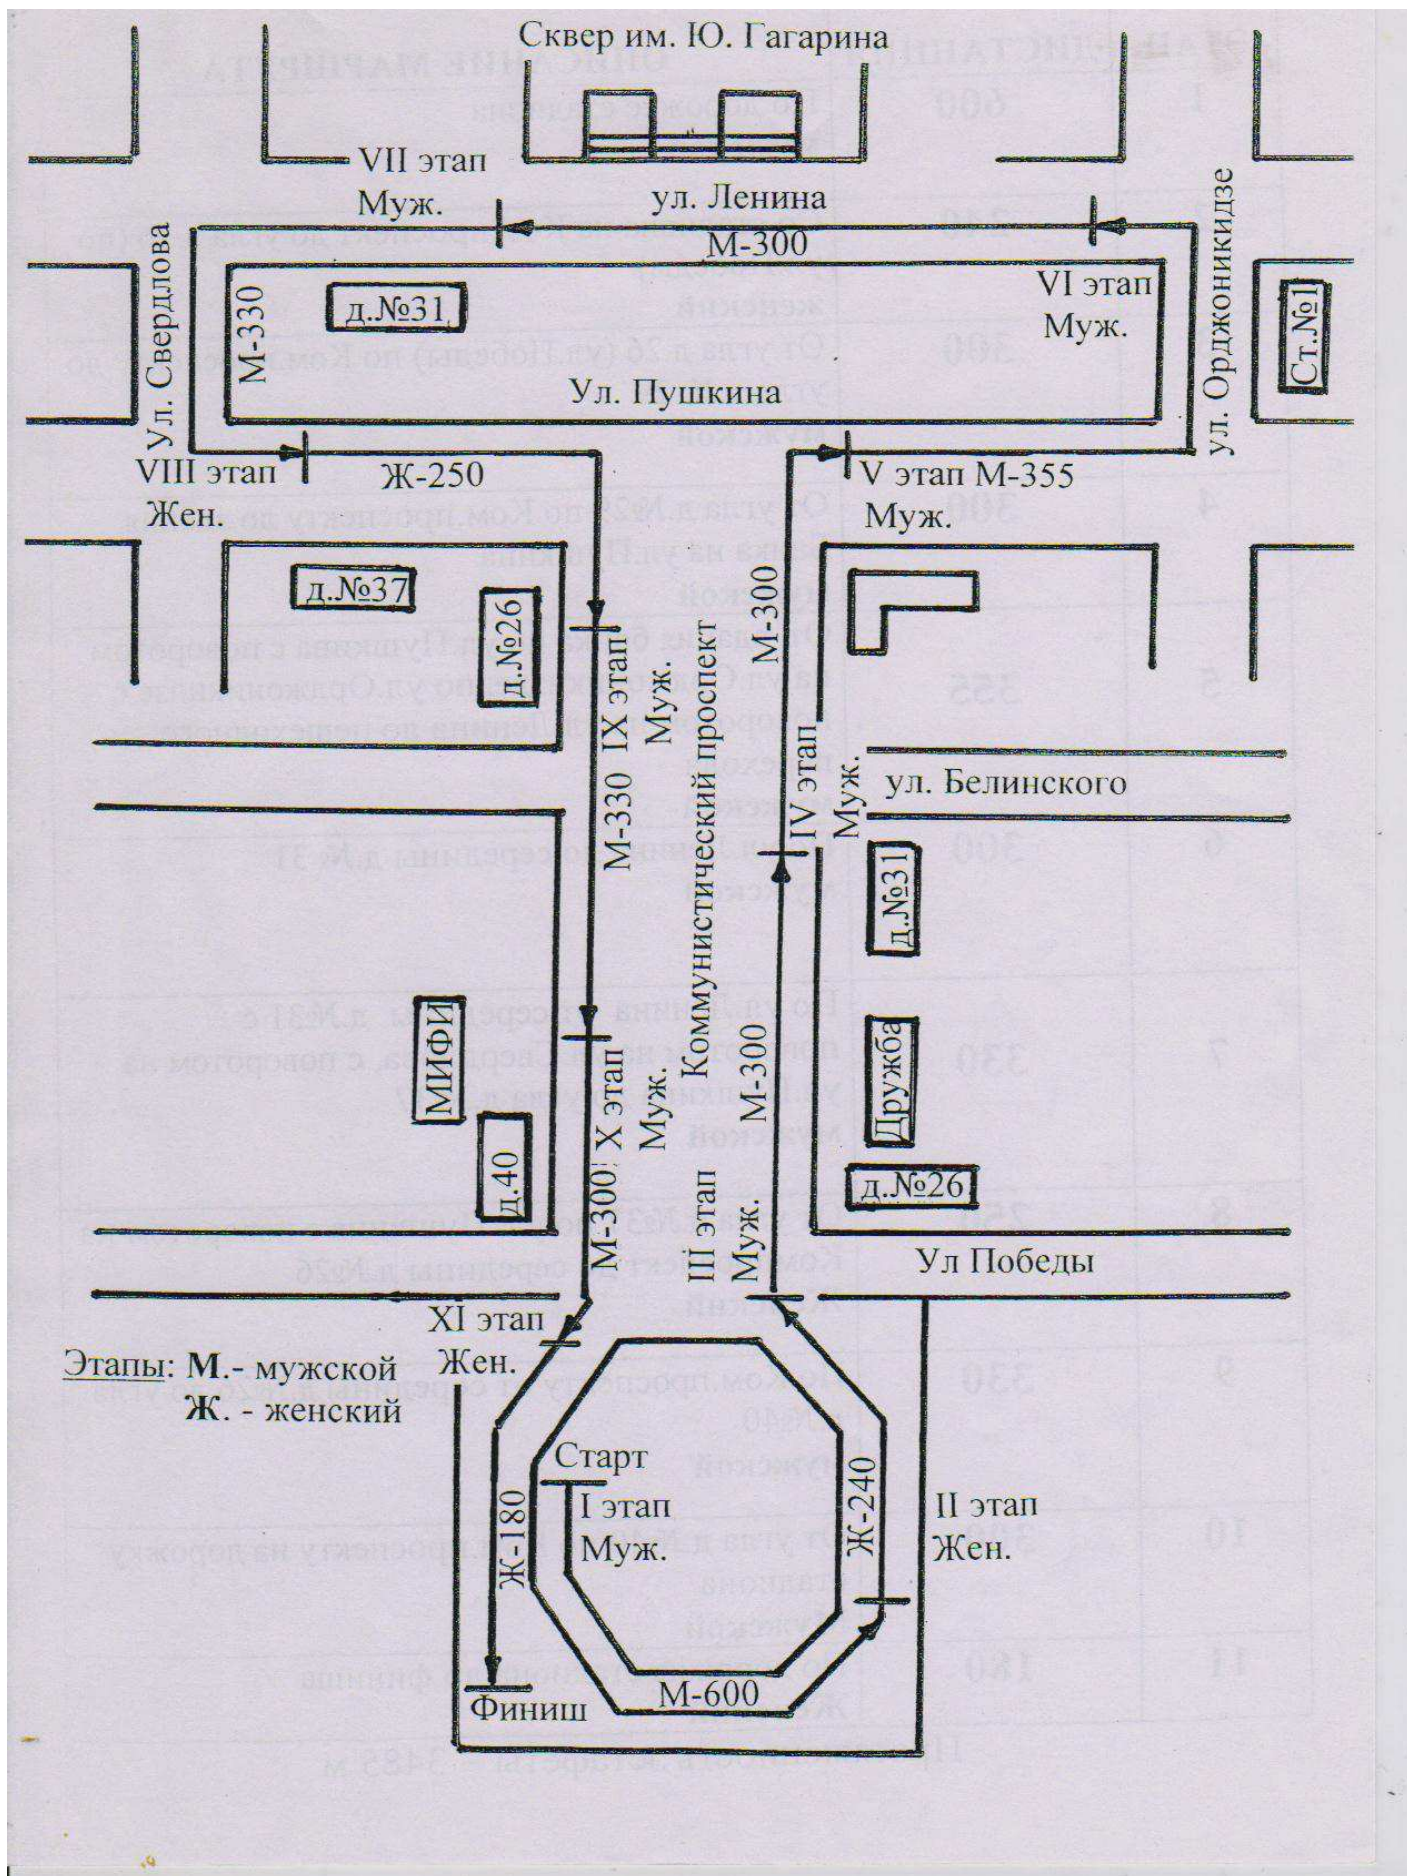 Сквер им. Ю. Гагарина
VII этап
Муж.
ул. Ленина
М-300
Ул. Свердлова
М-330
д.№31
VI этап
Муж.
ул. Орджоникидзе
Ст.№1
Ул. Пушкина
VIII этап
Жен.
Ж-250
V этап М-355
Муж.
д.№37
д.№26
М-330 IX этап
Муж.
Коммунистический проспект
М-300
IV этап
Муж.
ул. Белинского
д.№31
МИФИ
д.40
М-300 X этап
Муж.
М-300
III этап
Муж.
Дружба
д.№26
Ул Победы
XI этап
Жен.
Этапы: М.- мужской
Ж. - женский
Старт
I этап
Муж.
Ж-180
Ж-240
II этап
Жен.
М-600
Финиш